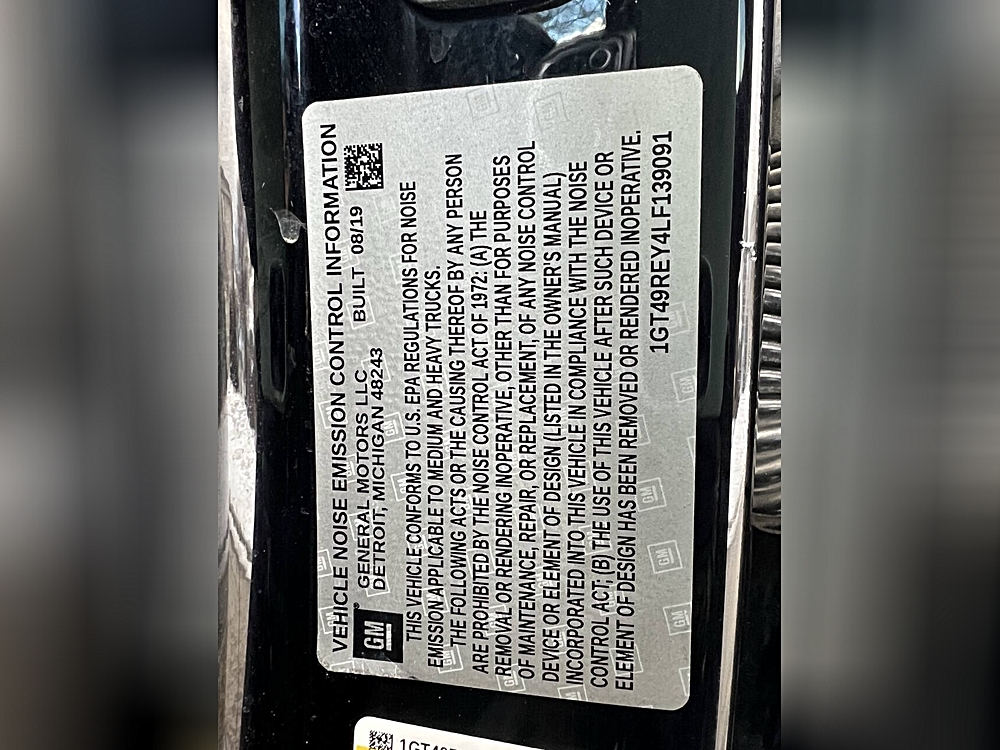 VEHICLE NOISE EMISSION CONTROL INFORMATION
GM
GENERAL MOTORS LLC
DETROIT, MICHIGAN 48243
BUILT 08/19
THIS VEHICLE CONFORMS TO U.S. EPA REGULATIONS FOR NOISE
EMISSION APPLICABLE TO MEDIUM AND HEAVY TRUCKS.
THE FOLLOWING ACTS OR THE CAUSING THEREOF BY ANY PERSON
ARE PROHIBITED BY THE NOISE CONTROL ACT OF 1972: (A) THE
REMOVAL OR RENDERING INOPERATIVE, OTHER THAN FOR PURPOSES
OF MAINTENANCE, REPAIR, OR REPLACEMENT, OF ANY NOISE CONTROL
DEVICE OR ELEMENT OF DESIGN (LISTED IN THE OWNER'S MANUAL)
INCORPORATED INTO THIS VEHICLE IN COMPLIANCE WITH THE NOISE
CONTROL ACT, (B) THE USE OF THIS VEHICLE AFTER SUCH DEVICE OR
ELEMENT OF DESIGN HAS BEEN REMOVED OR RENDERED INOPERATIVE.
1GT49REY4LF139091